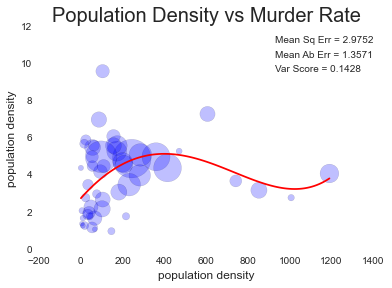 Population Density vs Murder Rate
Mean Sq Err = 2.9752
Mean Ab Err = 1.3571
Var Score = 0.1428
population density
12
10
8
6
4
2
0
−200 0 200 400 600 800 1000 1200 1400
population density